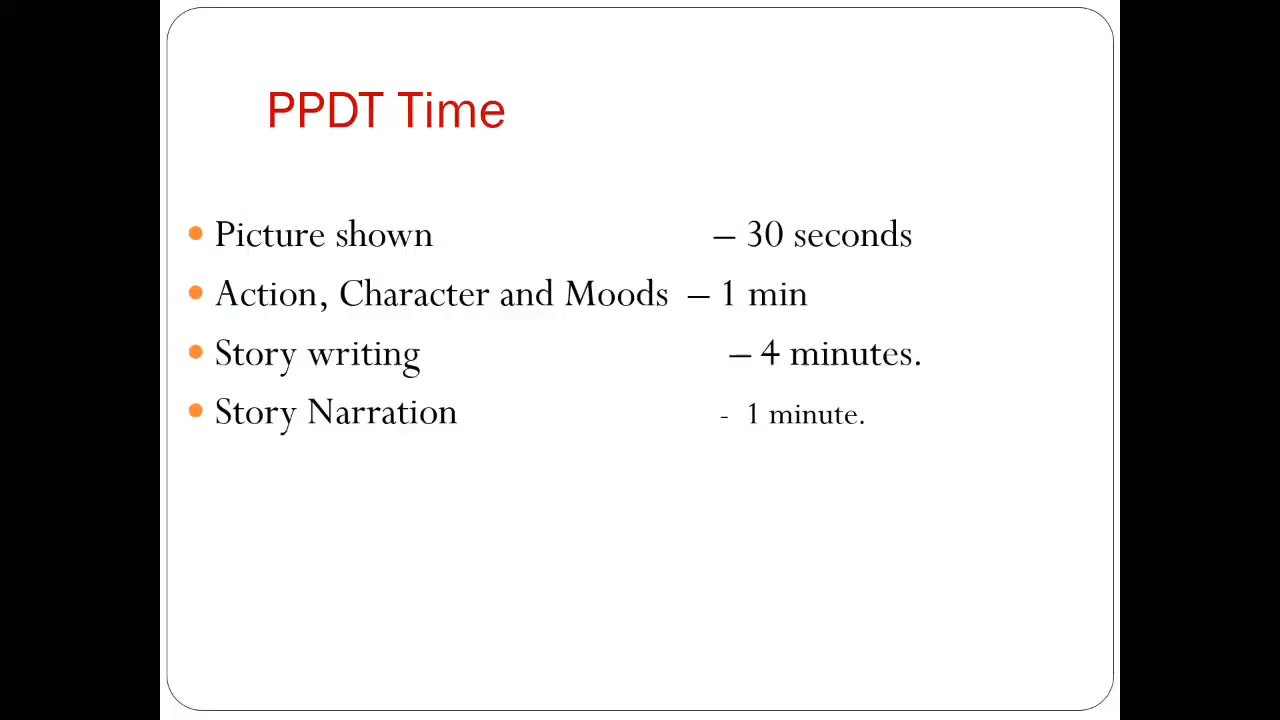 PPDT Time
• Picture shown – 30 seconds
• Action, Character and Moods – 1 min
• Story writing – 4 minutes.
• Story Narration - 1 minute.